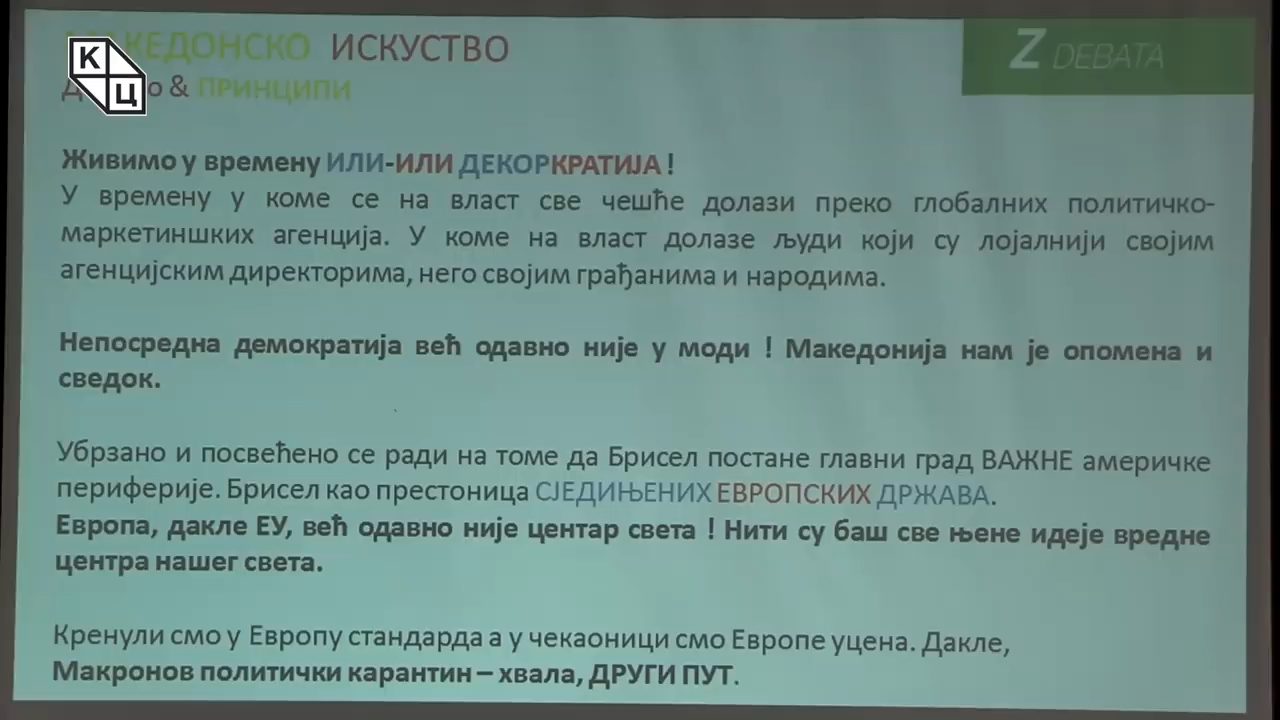 МАКЕДОНСКО ИСКУСТВО
Z DEBATA
К
Ц
& ПРИНЦИПИ
Живимо у времену ИЛИ-ИЛИ ДЕКОРКРАТИЈА !
У времену у коме се на власт све чешће долази преко глобалних политичко-
маркетиншких агенција. У коме на власт долазе људи који су лојалнији својим
агенцијским директорима, него својим грађанима и народима.
Непосредна демократија већ одавно није у моди ! Македонија нам је опомена и
сведок.
Убрзано и посвећено се ради на томе да Брисел постане главни град ВАЖНЕ америчке
периферије. Брисел као престоница СЈЕДИЊЕНИХ ЕВРОПСКИХ ДРЖАВА.
Европа, дакле ЕУ, већ одавно није центар света ! Нити су баш све њене идеје вредне
центра нашег света.
Кренули смо у Европу стандарда а у чекаоници смо Европе уцена. Дакле,
Макронов политички карантин – хвала, ДРУГИ ПУТ.